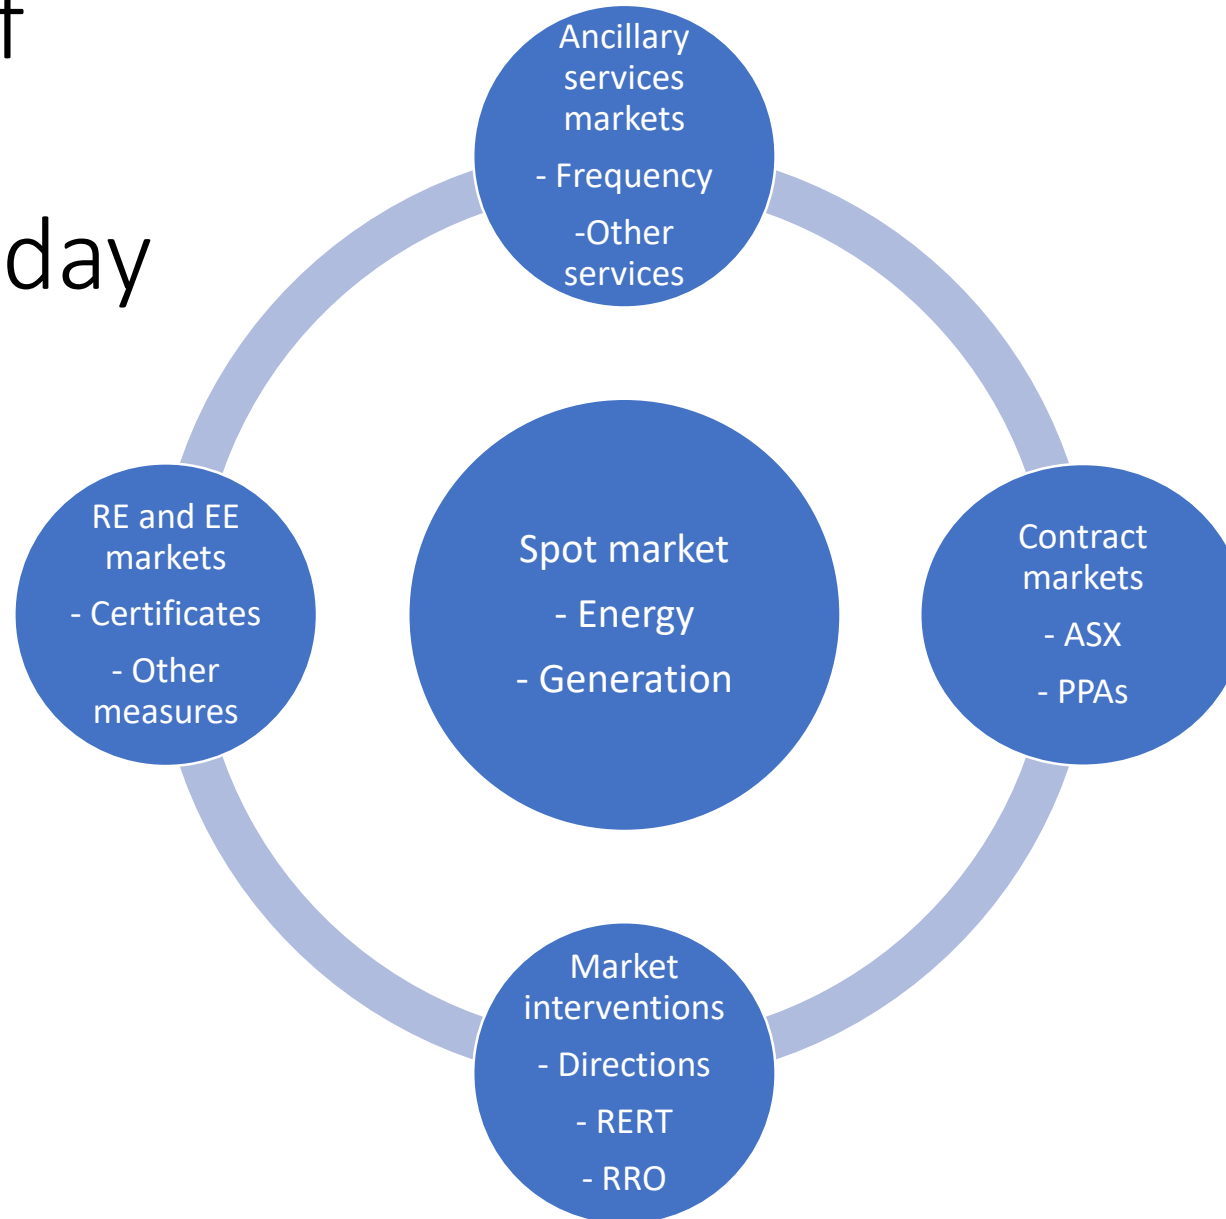 f
day
Ancillary
services
markets
- Frequency
-Other
services
RE and EE
markets
- Certificates
- Other
measures
Spot market
- Energy
- Generation
Contract
markets
- ASX
- PPAs
Market
interventions
- Directions
- RERT
- RRO